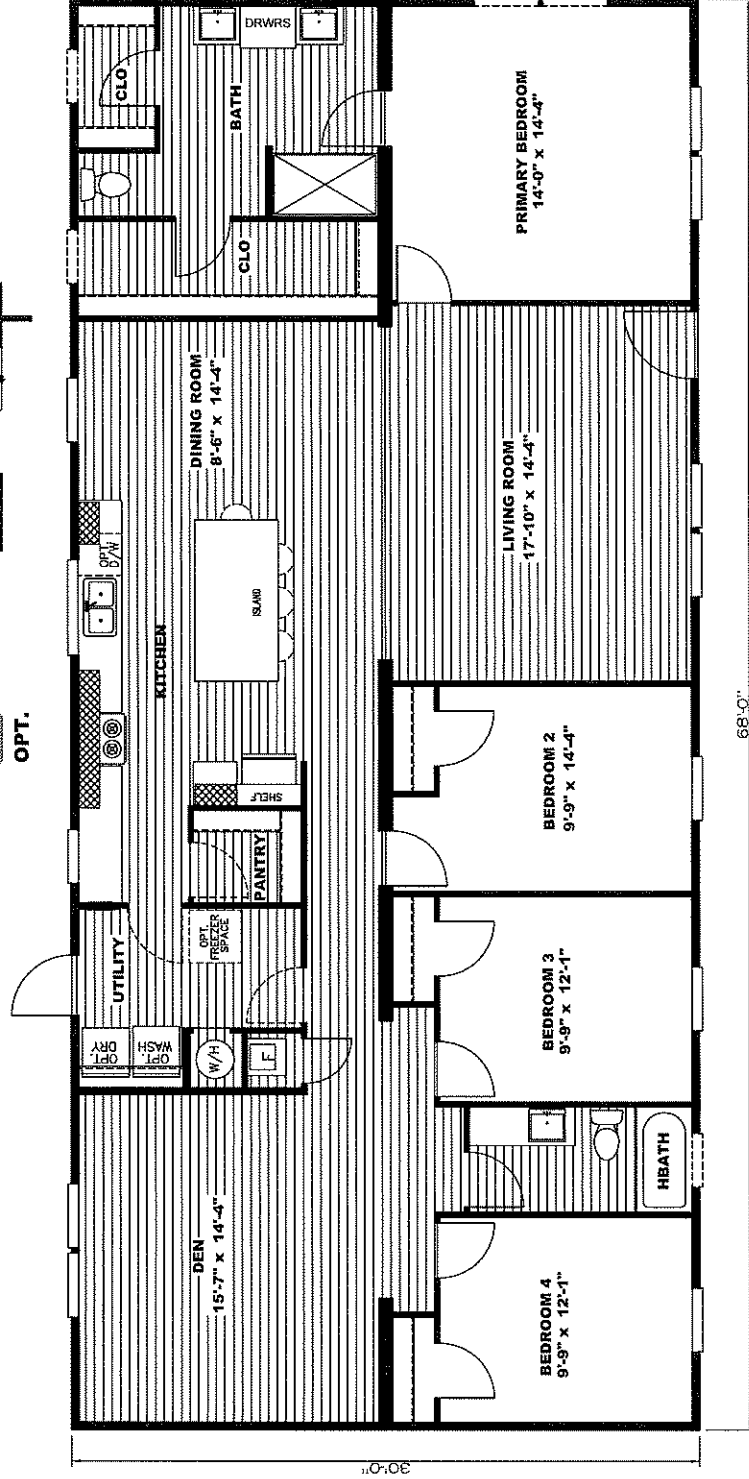 OPT.
CLO
DRWRS
BATH
CLO
PRIMARY BEDROOM
14'-0" x 14'-4"
DINING ROOM
8'-6" x 14'-4"
LIVING ROOM
17'-10" x 14'-4"
OPT.
D/W
KITCHEN
ISLAND
SHELF
PANTRY
BEDROOM 2
9'-9" x 14'-4"
UTILITY
OPT.
FREEZER
SPACE
OPT.
DRY
OPT.
WASH
W/H
F
BEDROOM 3
9'-9" x 12'-1"
DEN
15'-7" x 14'-4"
HBATH
BEDROOM 4
9'-9" x 12'-1"
68'-0"
30'-0"